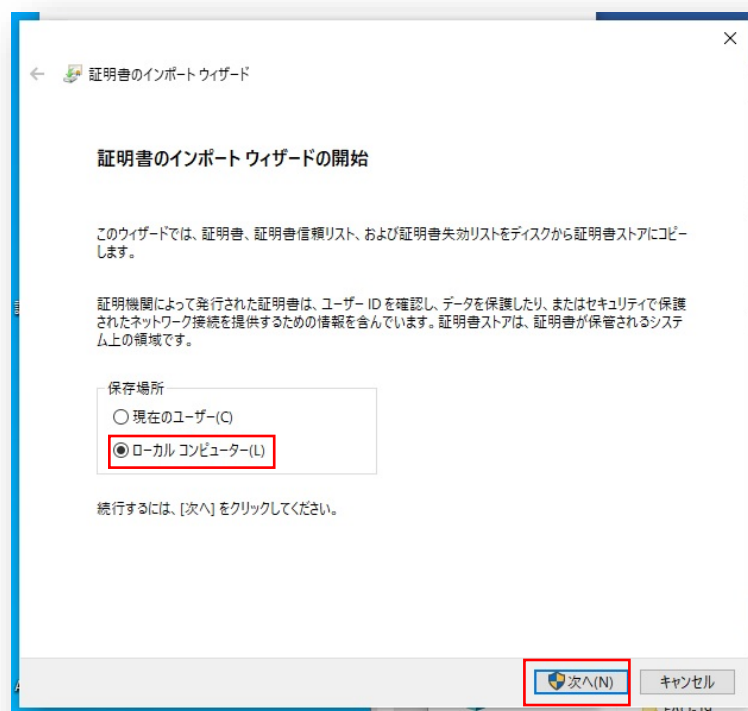 証明書のインポート ウィザード
証明書のインポート ウィザードの開始
このウィザードでは、証明書、証明書信頼リスト、および証明書失効リストをディスクから証明書ストアにコピー
します。
証明機関によって発行された証明書は、ユーザー ID を確認し、データを保護したり、またはセキュリティで保護
されたネットワーク接続を提供するための情報を含んでいます。証明書ストアは、証明書が保管されるシステ
ム上の領域です。
保存場所
現在のユーザー(C)
ローカル コンピューター(L)
続行するには、[次へ] をクリックしてください。
次へ(N)
キャンセル